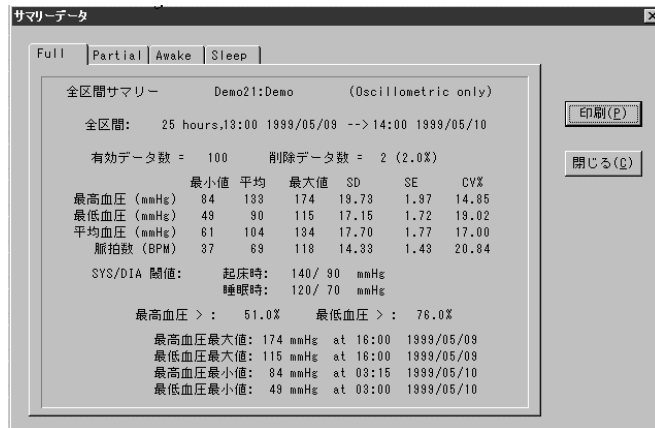 サマリーデータ
Full Partial Awake Sleep
全区間サマリー Demo21:Demo (Oscillometric only)
全区間: 25 hours,13:00 1999/05/09 -->14:00 1999/05/10
有効データ数 = 100 削除データ数 = 2 (2.0%)
最小値 平均 最大値 SD SE CV%
最高血圧 (mmHg) 84 133 174 19.73 1.97 14.85
最低血圧 (mmHg) 49 90 115 17.15 1.72 19.02
平均血圧 (mmHg) 61 104 134 17.70 1.77 17.00
脈拍数 (BPM) 37 69 118 14.33 1.43 20.84
SYS/DIA 閾値: 起床時: 140/ 90 mmHg
睡眠時: 120/ 70 mmHg
最高血圧 > : 51.0% 最低血圧 > : 76.0%
最高血圧最大値: 174 mmHg at 16:00 1999/05/09
最低血圧最大値: 115 mmHg at 16:00 1999/05/09
最高血圧最小値: 84 mmHg at 03:15 1999/05/10
最低血圧最小値: 49 mmHg at 03:00 1999/05/10
印刷(P)
閉じる(C)